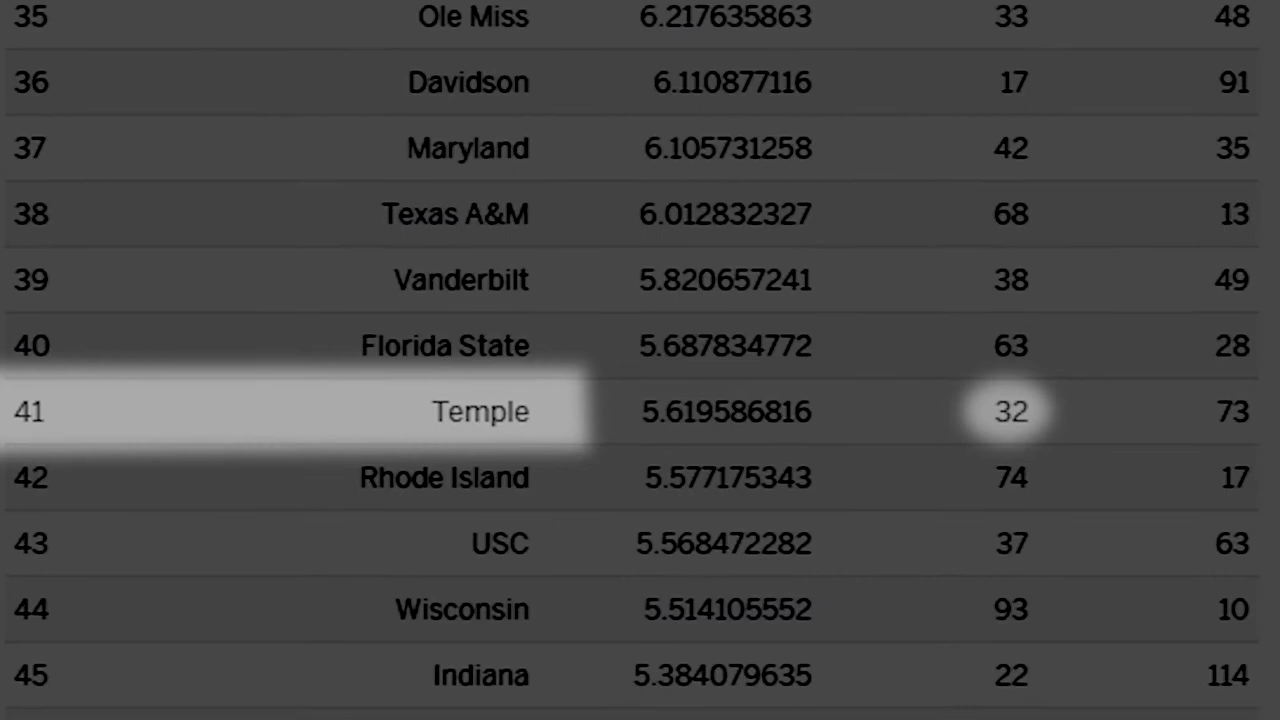 35 Ole Miss 6.217635863 33 48
36 Davidson 6.110877116 17 91
37 Maryland 6.105731258 42 35
38 Texas A&M 6.012832327 68 13
39 Vanderbilt 5.820657241 38 49
40 Florida State 5.687834772 63 28
41 Temple 5.619586816 32 73
42 Rhode Island 5.577175343 74 17
43 USC 5.568472282 37 63
44 Wisconsin 5.514105552 93 10
45 Indiana 5.384079635 22 114